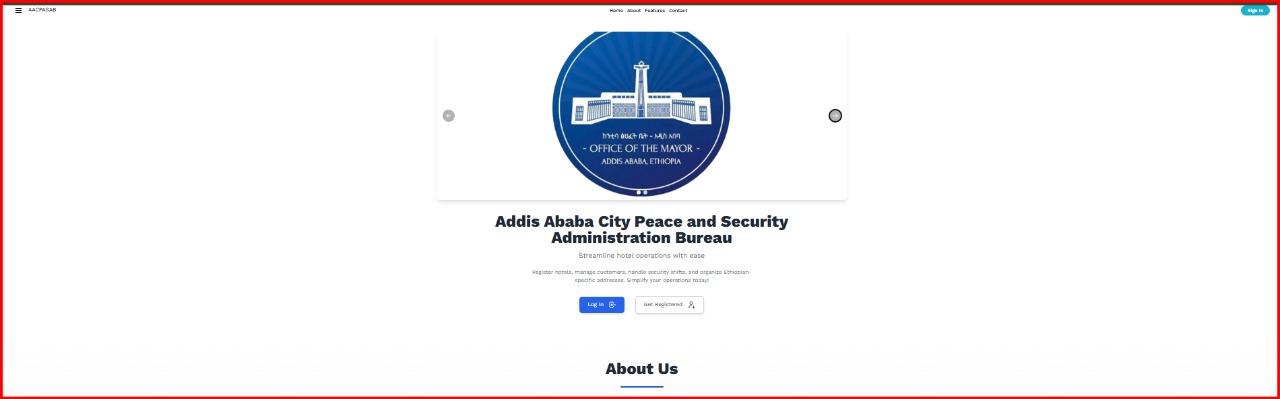 AACPASAB
Home About Features Contact
Sign In
ከንቲባ ፅህፈት ቤት - አዲስ አበባ
- OFFICE OF THE MAYOR -
ADDIS ABABA, ETHIOPIA
Addis Ababa City Peace and Security
Administration Bureau
Streamline hotel operations with ease
Register hotels, manage customers, handle security shifts, and organize Ethiopian-
specific addresses. Simplify your operations today!
Log In
Get Registered
About Us